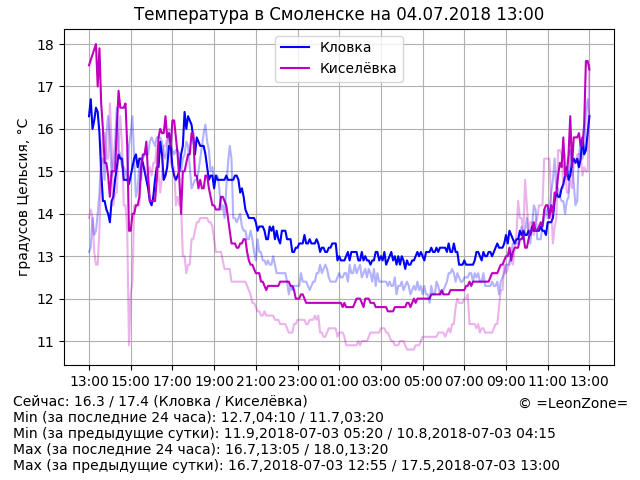 Температура в Смоленске на 04.07.2018 13:00
Кловка
Киселёвка
градусов Цельсия, °C
18
17
16
15
14
13
12
11
13:00 15:00 17:00 19:00 21:00 23:00 01:00 03:00 05:00 07:00 09:00 11:00 13:00
Сейчас: 16.3 / 17.4 (Кловка / Киселёвка)
© =LeonZone=
Min (за последние 24 часа): 12.7,04:10 / 11.7,03:20
Min (за предыдущие сутки): 11.9,2018-07-03 05:20 / 10.8,2018-07-03 04:15
Max (за последние 24 часа): 16.7,13:05 / 18.0,13:20
Max (за предыдущие сутки): 16.7,2018-07-03 12:55 / 17.5,2018-07-03 13:00